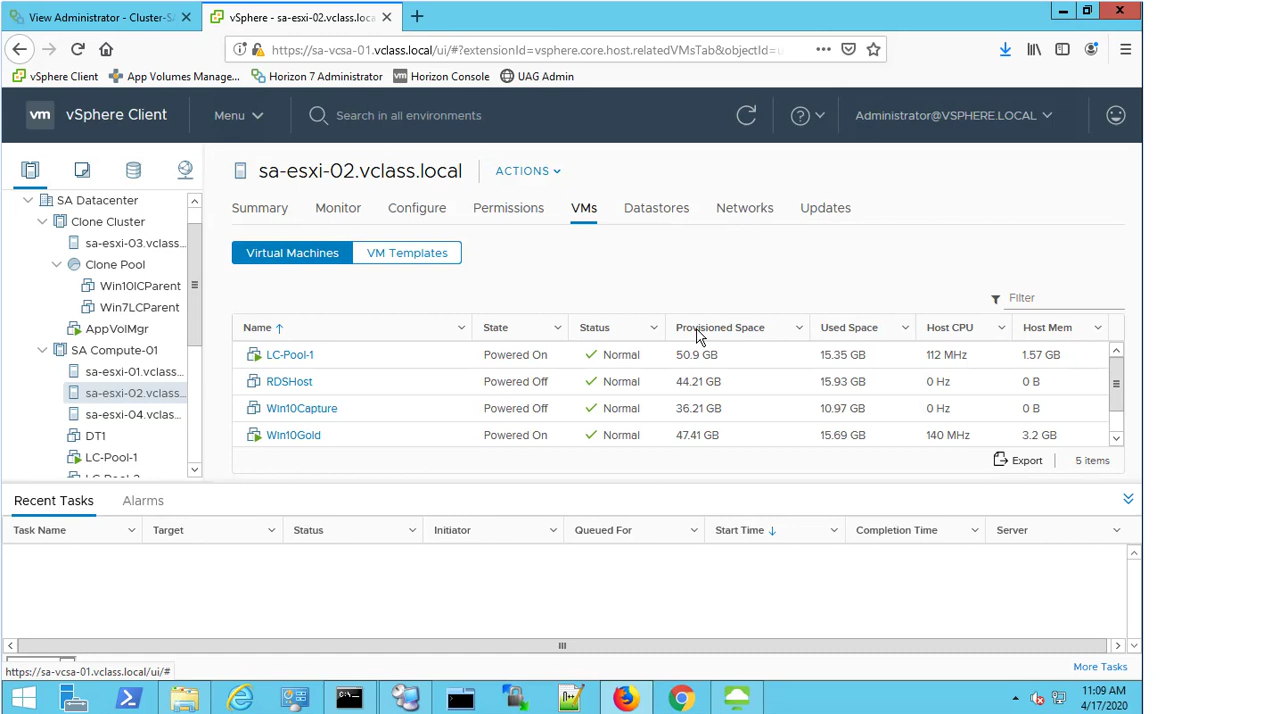 View Administrator - Cluster-SA
vSphere - sa-esxi-02.vclass.loca
https://sa-vcsa-01.vclass.local/ui/#?extensionId=vsphere.core.host.relatedVMsTab&objectId=u
vSphere Client
App Volumes Manage...
Horizon 7 Administrator
vm Horizon Console
UAG Admin
vm vSphere Client
Menu
Search in all environments
Administrator@VSPHERE.LOCAL
sa-esxi-02.vclass.local
ACTIONS
Summary Monitor Configure Permissions VMs Datastores Networks Updates
Virtual Machines VM Templates
SA Datacenter
Clone Cluster
sa-esxi-03.vclass...
Clone Pool
Win10ICParent
Win7LCParent
AppVolMgr
SA Compute-01
sa-esxi-01.vclass...
sa-esxi-02.vclass...
sa-esxi-04.vclass...
DT1
LC-Pool-1
Filter
Name State Status Provisioned Space Used Space Host CPU Host Mem
LC-Pool-1 Powered On Normal 50.9 GB 15.35 GB 112 MHz 1.57 GB
RDSHost Powered Off Normal 44.21 GB 15.93 GB 0 Hz 0 B
Win10Capture Powered Off Normal 36.21 GB 10.97 GB 0 Hz 0 B
Win10Gold Powered On Normal 47.41 GB 15.69 GB 140 MHz 3.2 GB
Export 5 items
Recent Tasks Alarms
Task Name Target Status Initiator Queued For Start Time Completion Time Server
https://sa-vcsa-01.vclass.local/ui/#
More Tasks
11:09 AM
4/17/2020